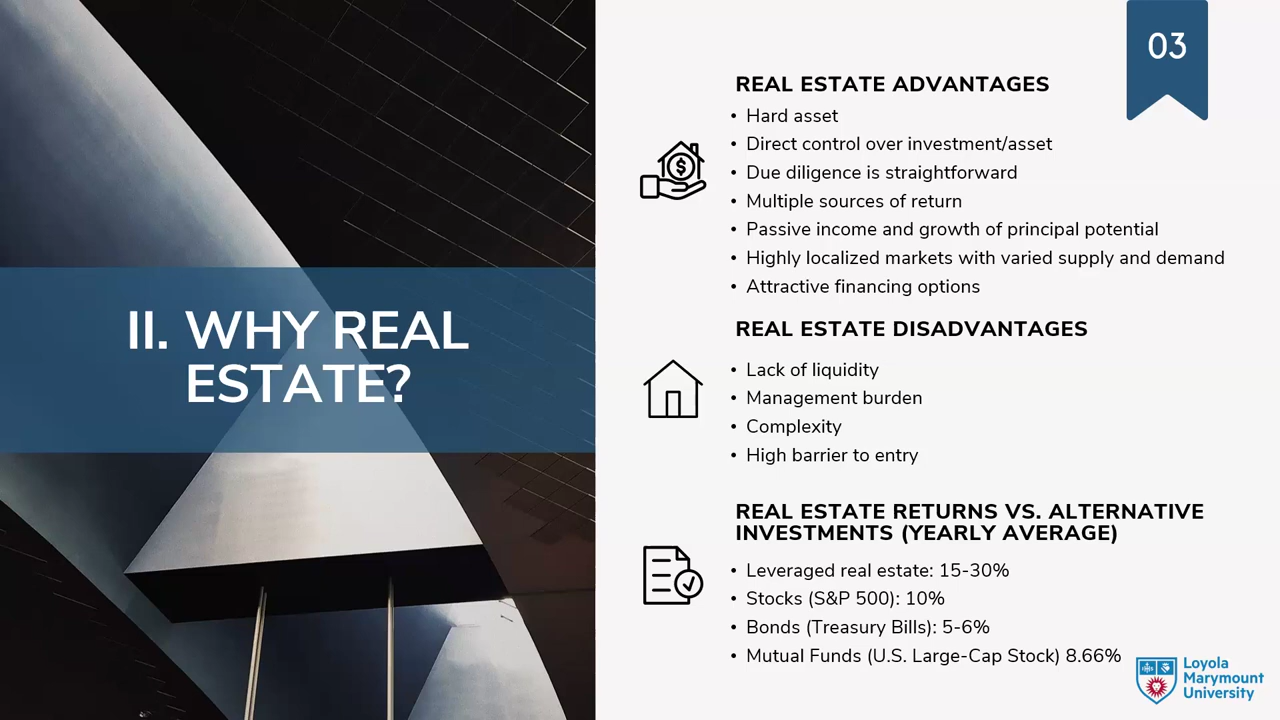 03
II. WHY REAL
ESTATE?
REAL ESTATE ADVANTAGES
• Hard asset
• Direct control over investment/asset
• Due diligence is straightforward
• Multiple sources of return
• Passive income and growth of principal potential
• Highly localized markets with varied supply and demand
• Attractive financing options
$
REAL ESTATE DISADVANTAGES
• Lack of liquidity
• Management burden
• Complexity
• High barrier to entry
REAL ESTATE RETURNS VS. ALTERNATIVE
INVESTMENTS (YEARLY AVERAGE)
• Leveraged real estate: 15-30%
• Stocks (S&P 500): 10%
• Bonds (Treasury Bills): 5-6%
• Mutual Funds (U.S. Large-Cap Stock) 8.66%
Loyola
Marymount
University